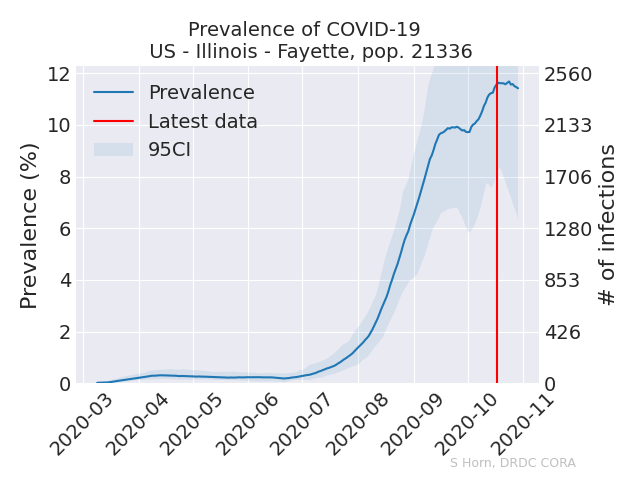 Prevalence of COVID-19
US - Illinois - Fayette, pop. 21336
Prevalence
Latest data
95CI
Prevalence (%)
12
10
8
6
4
2
0
2560
2133
1706
1280
853
426
0
# of infections
2020-03
2020-04
2020-05
2020-06
2020-07
2020-08
2020-09
2020-10
2020-11
S Horn, DRDC CORA